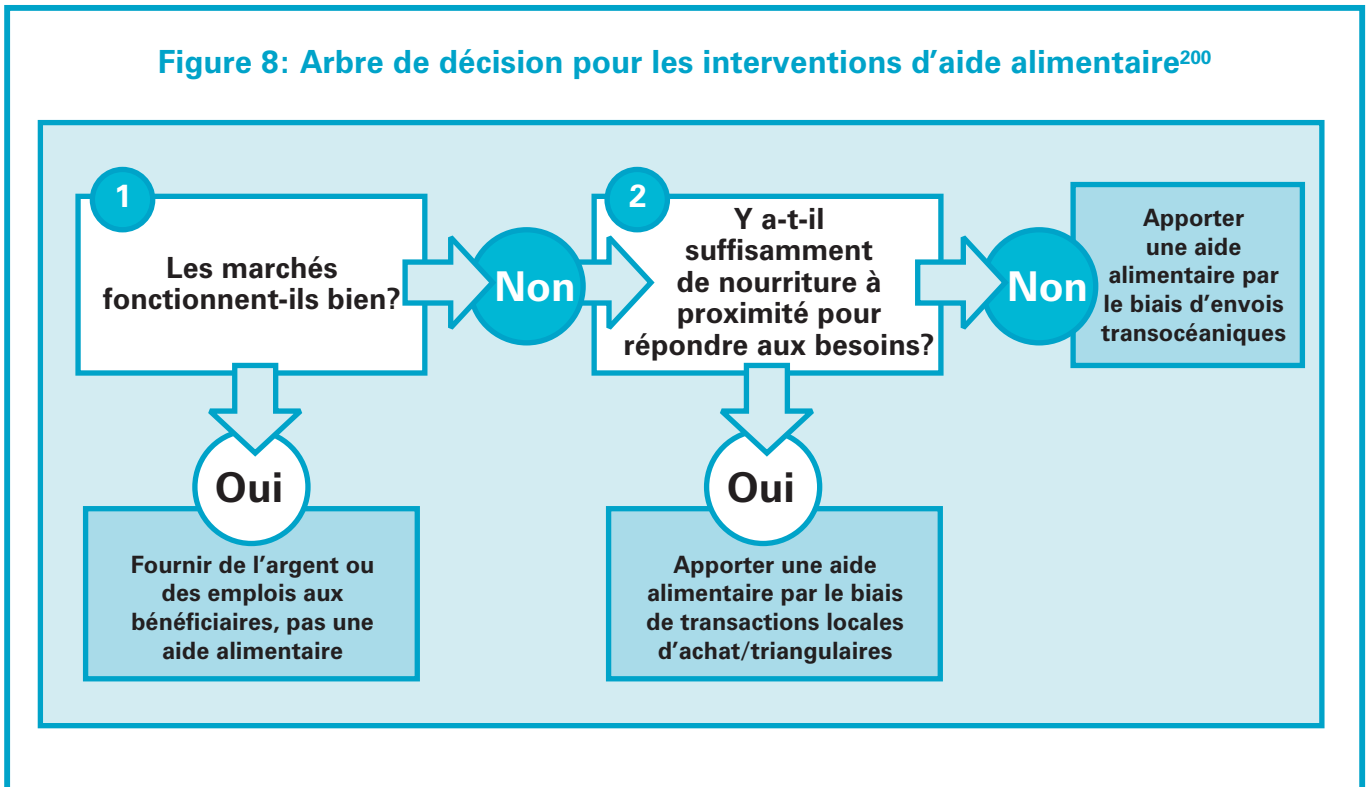 Figure 8: Arbre de décision pour les interventions d’aide alimentaire200
1
Les marchés
fonctionnent-ils bien?
Non
2
Y a-t-il
suffisamment
de nourriture à
proximité pour
répondre aux besoins?
Non
Apporter
une aide
alimentaire par
le biais d’envois
transocéaniques
Oui
Fournir de l’argent ou
des emplois aux
bénéficiaires, pas une
aide alimentaire
Oui
Apporter une aide
alimentaire par le biais
de transactions locales
d’achat/triangulaires